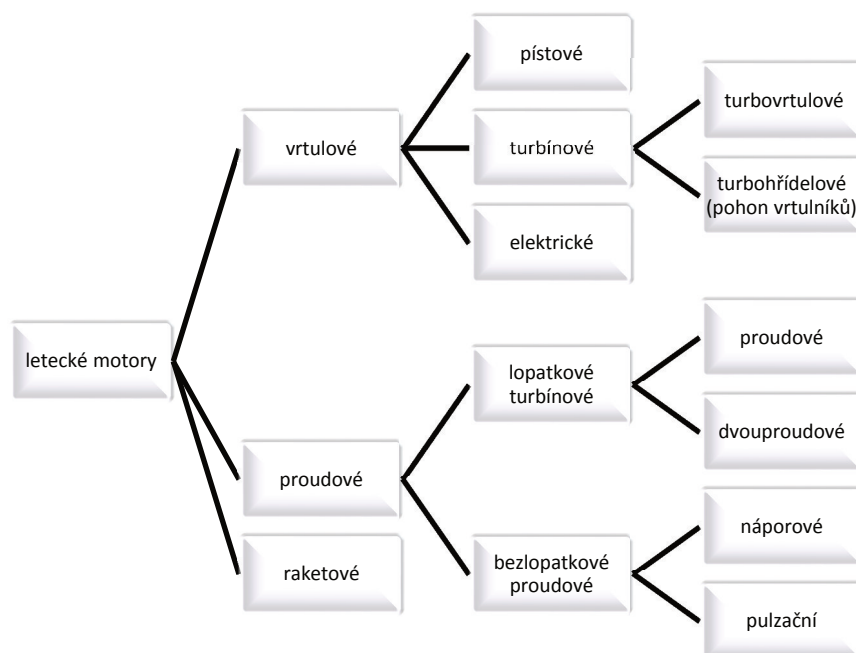 letecké motory
vrtulové
pístové
turbínové
turbovrtulové
turbohřídelové
(pohon vrtulníků)
elektrické
proudové
lopatkové
turbínové
proudové
dvouproudové
bezlopatkové
proudové
náporové
pulzační
raketové